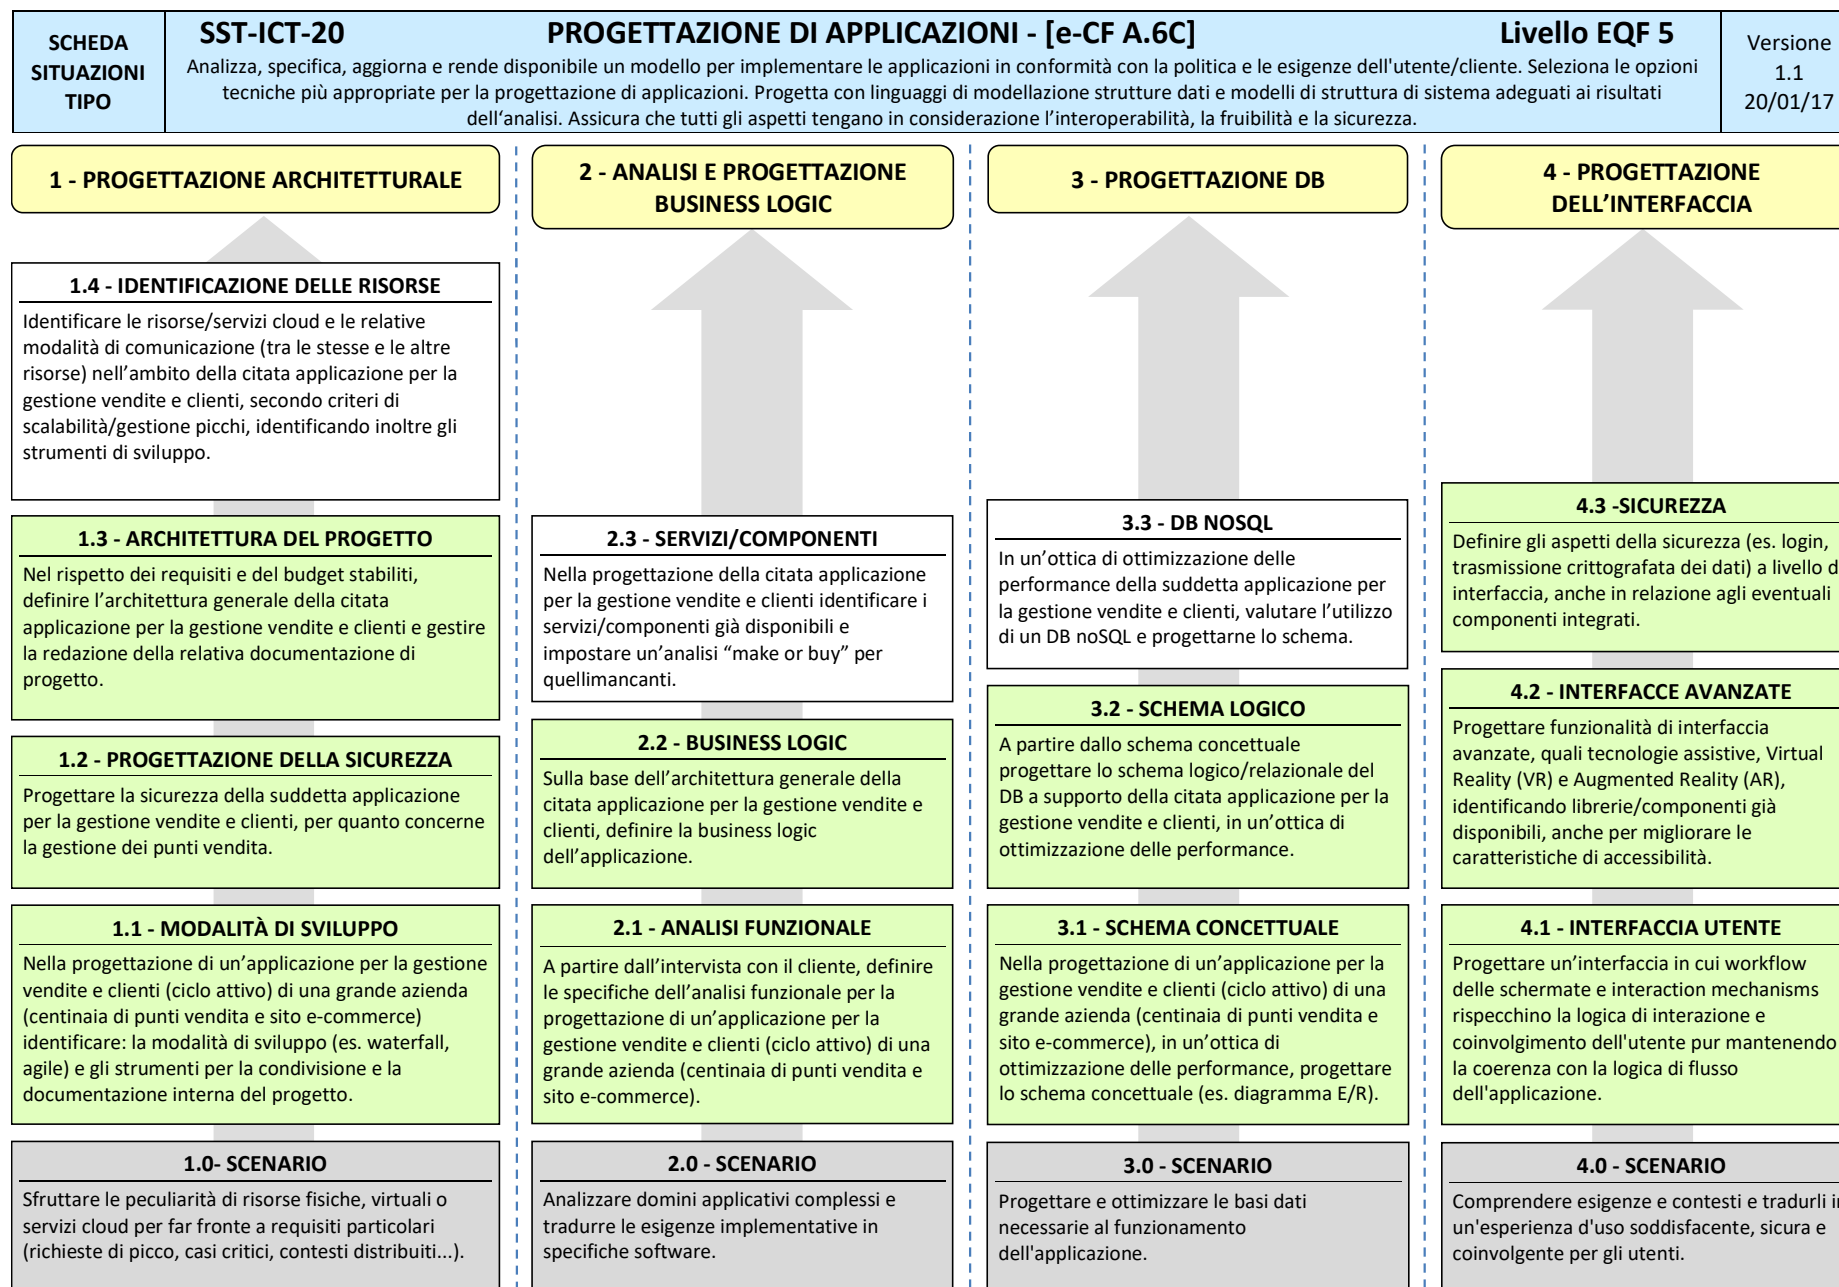 SCHEDA
SITUAZIONI
TIPO
SST-ICT-20 PROGETTAZIONE DI APPLICAZIONI - [e-CF A.6C] Livello EQF 5
Analizza, specifica, aggiorna e rende disponibile un modello per implementare le applicazioni in conformità con la politica e le esigenze dell'utente/cliente. Seleziona le opzioni
tecniche più appropriate per la progettazione di applicazioni. Progetta con linguaggi di modellazione strutture dati e modelli di struttura di sistema adeguati ai risultati
dell'analisi. Assicura che tutti gli aspetti tengano in considerazione l'interoperabilità, la fruibilità e la sicurezza.
Versione
1.1
20/01/17
1 - PROGETTAZIONE ARCHITETTURALE
1.4 - IDENTIFICAZIONE DELLE RISORSE
Identificare le risorse/servizi cloud e le relative
modalità di comunicazione (tra le stesse e le altre
risorse) nell'ambito della citata applicazione per la
gestione vendite e clienti, secondo criteri di
scalabilità/gestione picchi, identificando inoltre gli
strumenti di sviluppo.
1.3 - ARCHITETTURA DEL PROGETTO
Nel rispetto dei requisiti e del budget stabiliti,
definire l'architettura generale della citata
applicazione per la gestione vendite e clienti e gestire
la redazione della relativa documentazione di
progetto.
1.2 - PROGETTAZIONE DELLA SICUREZZA
Progettare la sicurezza della suddetta applicazione
per la gestione vendite e clienti, per quanto concerne
la gestione dei punti vendita.
1.1 - MODALITÀ DI SVILUPPO
Nella progettazione di un'applicazione per la gestione
vendite e clienti (ciclo attivo) di una grande azienda
(centinaia di punti vendita e sito e-commerce)
identificare: la modalità di sviluppo (es. waterfall,
agile) e gli strumenti per la condivisione e la
documentazione interna del progetto.
1.0- SCENARIO
Sfruttare le peculiarità di risorse fisiche, virtuali o
servizi cloud per far fronte a requisiti particolari
(richieste di picco, casi critici, contesti distribuiti...).
2 - ANALISI E PROGETTAZIONE
BUSINESS LOGIC
2.3 - SERVIZI/COMPONENTI
Nella progettazione della citata applicazione
per la gestione vendite e clienti identificare i
servizi/componenti già disponibili e
impostare un'analisi "make or buy" per
quellimancanti.
2.2 - BUSINESS LOGIC
Sulla base dell'architettura generale della
citata applicazione per la gestione vendite e
clienti, definire la business logic
dell'applicazione.
2.1 - ANALISI FUNZIONALE
A partire dall'intervista con il cliente, definire
le specifiche dell'analisi funzionale per la
progettazione di un'applicazione per la
gestione vendite e clienti (ciclo attivo) di una
grande azienda (centinaia di punti vendita e
sito e-commerce).
2.0 - SCENARIO
Analizzare domini applicativi complessi e
tradurre le esigenze implementative in
specifiche software.
3 - PROGETTAZIONE DB
3.3 - DB NOSQL
In un'ottica di ottimizzazione delle
performance della suddetta applicazione per
la gestione vendite e clienti, valutare l'utilizzo
di un DB noSQL e progettarne lo schema.
3.2 - SCHEMA LOGICO
A partire dallo schema concettuale
progettare lo schema logico/relazionale del
DB a supporto della citata applicazione per la
gestione vendite e clienti, in un'ottica di
ottimizzazione delle performance.
3.1 - SCHEMA CONCETTUALE
Nella progettazione di un'applicazione per la
gestione vendite e clienti (ciclo attivo) di una
grande azienda (centinaia di punti vendita e
sito e-commerce), in un'ottica di
ottimizzazione delle performance, progettare
lo schema concettuale (es. diagramma E/R).
3.0 - SCENARIO
Progettare e ottimizzare le basi dati
necessarie al funzionamento
dell'applicazione.
4 - PROGETTAZIONE
DELL'INTERFACCIA
4.3 -SICUREZZA
Definire gli aspetti della sicurezza (es. login,
trasmissione crittografata dei dati) a livello
interfaccia, anche in relazione agli eventuali
componenti integrati.
4.2 - INTERFACCE AVANZATE
Progettare funzionalità di interfaccia
avanzate, quali tecnologie assistive, Virtual
Reality (VR) e Augmented Reality (AR),
identificando librerie/componenti già
disponibili, anche per migliorare le
caratteristiche di accessibilità.
4.1 - INTERFACCIA UTENTE
Progettare un'interfaccia in cui workflow
delle schermate e interaction mechanisms
rispecchino la logica di interazione e
coinvolgimento dell'utente pur mantenendo
la coerenza con la logica di flusso
dell'applicazione.
4.0 - SCENARIO
Comprendere esigenze e contesti e tradurli
un'esperienza d'uso soddisfacente, sicura e
coinvolgente per gli utenti.